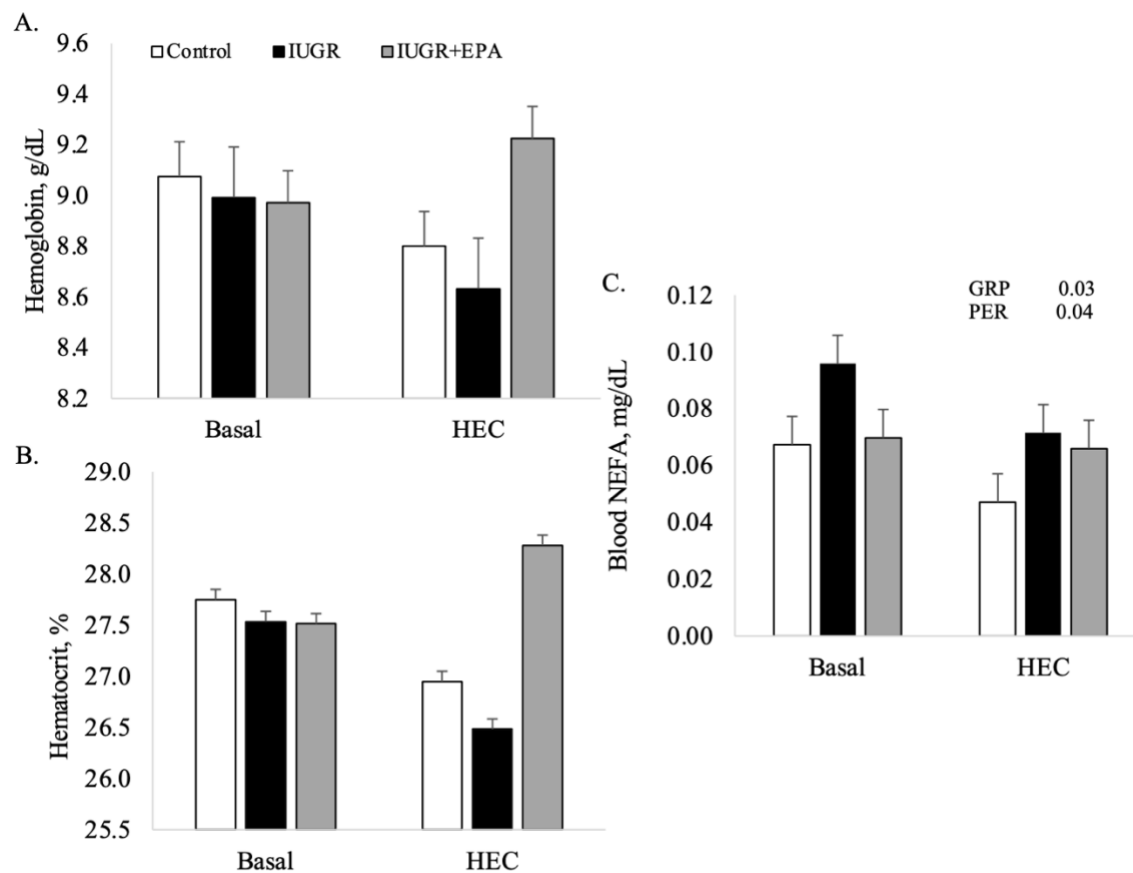 A.
Hemoglobin, g/dL
9.6
9.4
9.2
9.0
8.8
8.6
8.4
8.2
Control IUGR IUGR+EPA
Basal HEC
B.
Hematocrit, %
29.0
28.5
28.0
27.5
27.0
26.5
26.0
25.5
Basal HEC
C.
Blood NEFA, mg/dL
0.12
0.10
0.08
0.06
0.04
0.02
0.00
GRP 0.03
PER 0.04
Basal HEC